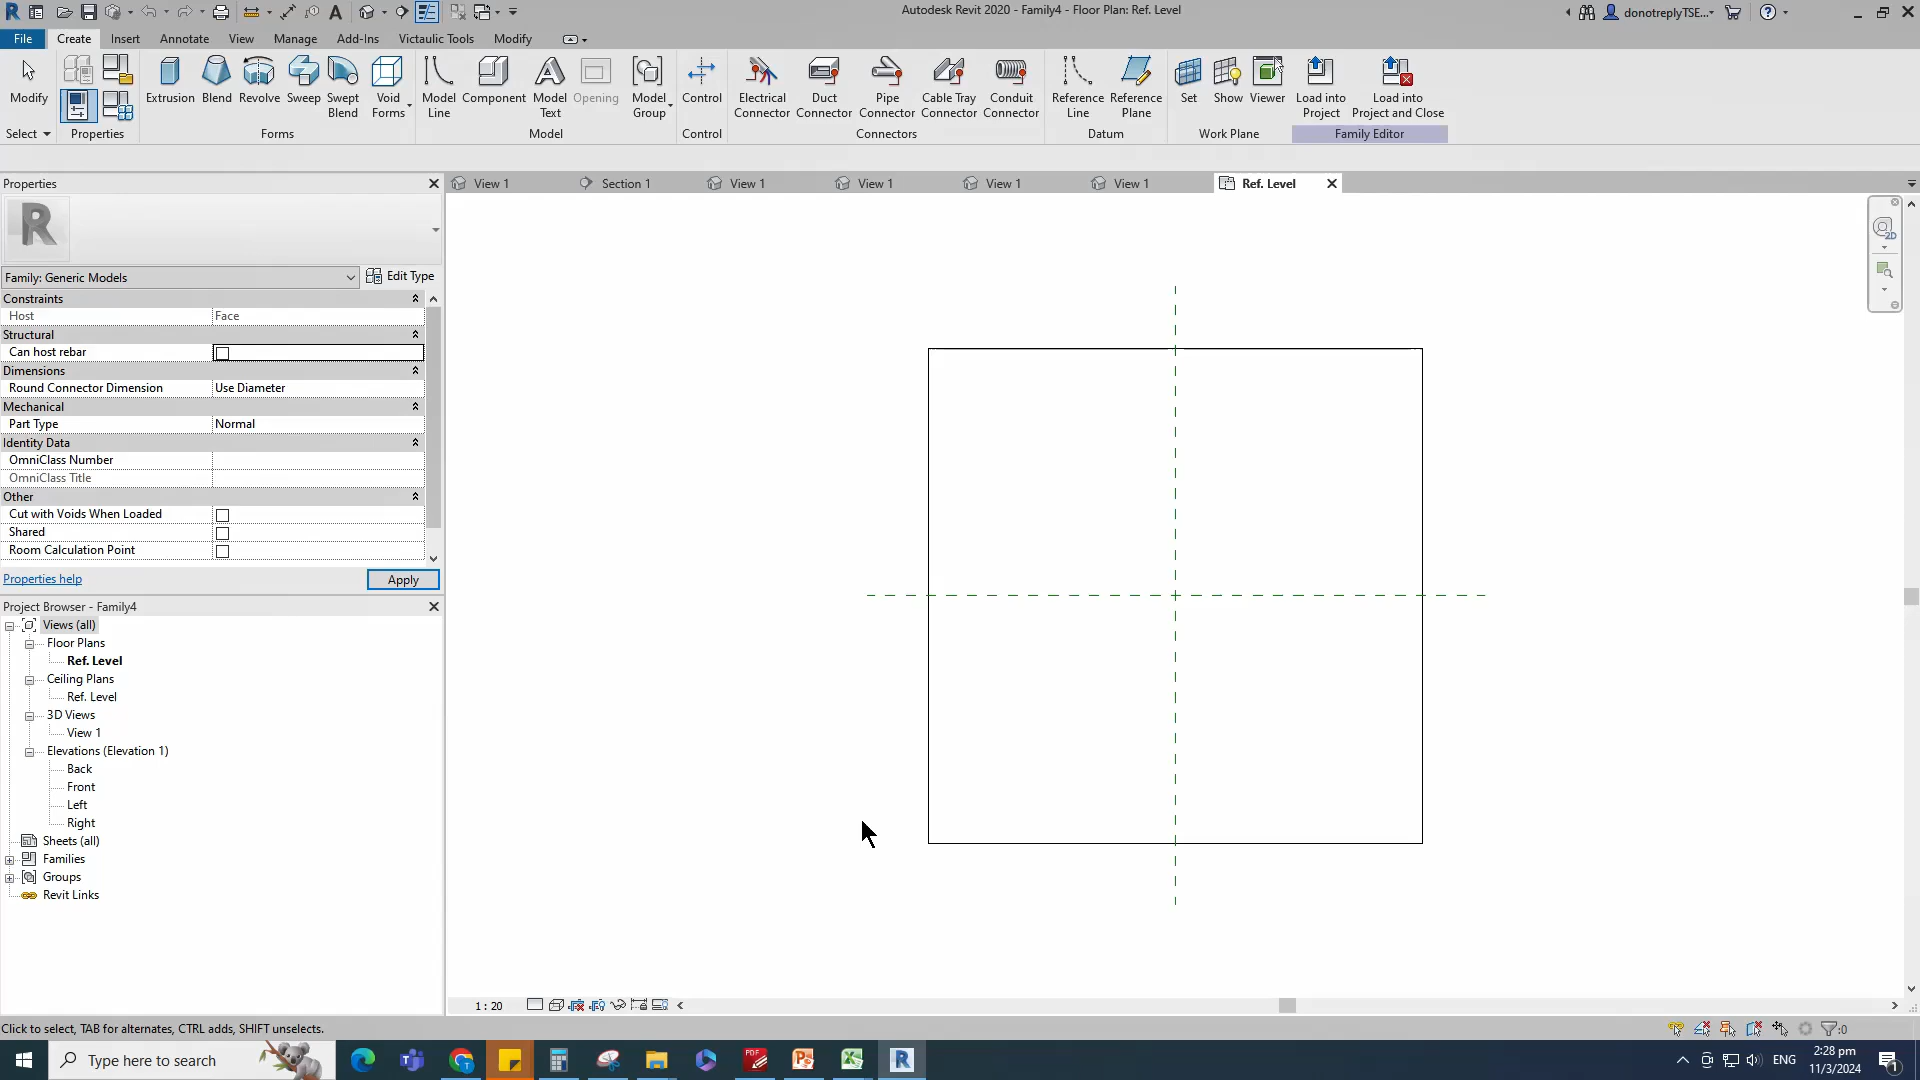 Autodesk Revit 2020 - Family4 - Floor Plan: Ref. Level
donotreplyTSE...
File Create Insert Annotate View Manage Add-Ins Victaulic Tools Modify
Modify Extrusion Blend Revolve Sweep Swept Blend Void Forms Model Line Component Model Text Opening Model Group Control Electrical Connector Duct Connector Pipe Connector Cable Tray Connector Conduit Connector Reference Line Reference Plane Set Show Viewer Load into Project Load into Project and Close
Select Properties Forms Model Control Connectors Datum Work Plane Family Editor
Properties
View 1 Section 1 View 1 View 1 View 1 View 1 Ref. Level
2D
R
Family: Generic Models Edit Type
Constraints
Host Face
Structural
Can host rebar
Dimensions
Round Connector Dimension Use Diameter
Mechanical
Part Type Normal
Identity Data
OmniClass Number
OmniClass Title
Other
Cut with Voids When Loaded
Shared
Room Calculation Point
Properties help Apply
Project Browser - Family4
Views (all)
Floor Plans
Ref. Level
Ceiling Plans
Ref. Level
3D Views
View 1
Elevations (Elevation 1)
Back
Front
Left
Right
Sheets (all)
Families
Groups
Revit Links
1 : 20
Click to select, TAB for alternates, CTRL adds, SHIFT unselects.
:0
Type here to search
ENG
2:28 pm
11/3/2024
1